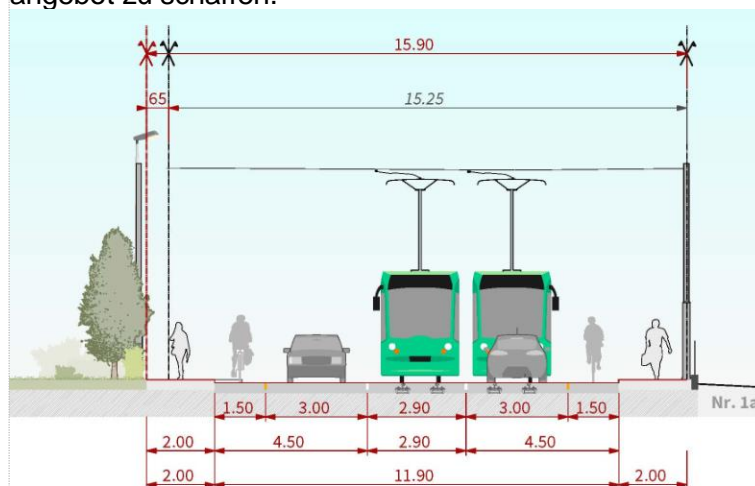 angebot zu schaffen.
15.90
65 15.25
Nr. 1a
1.50 3.00 2.90 3.00 1.50
2.00 4.50 2.90 4.50
2.00 11.90 2.00